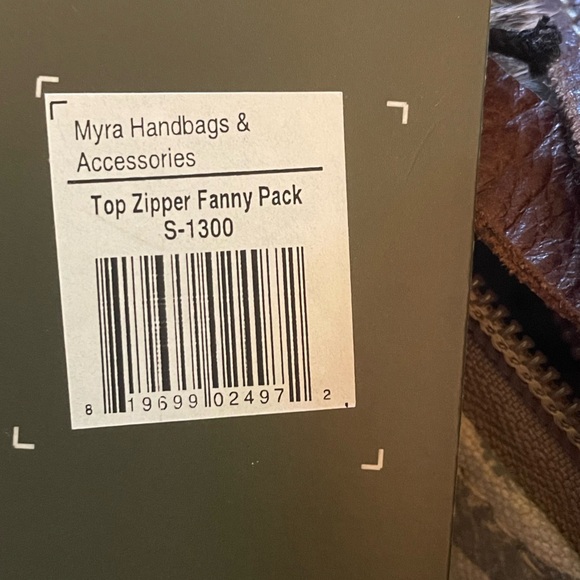 Myra Handbags &
Accessories
Top Zipper Fanny Pack
S-1300
8 19699 02497 2